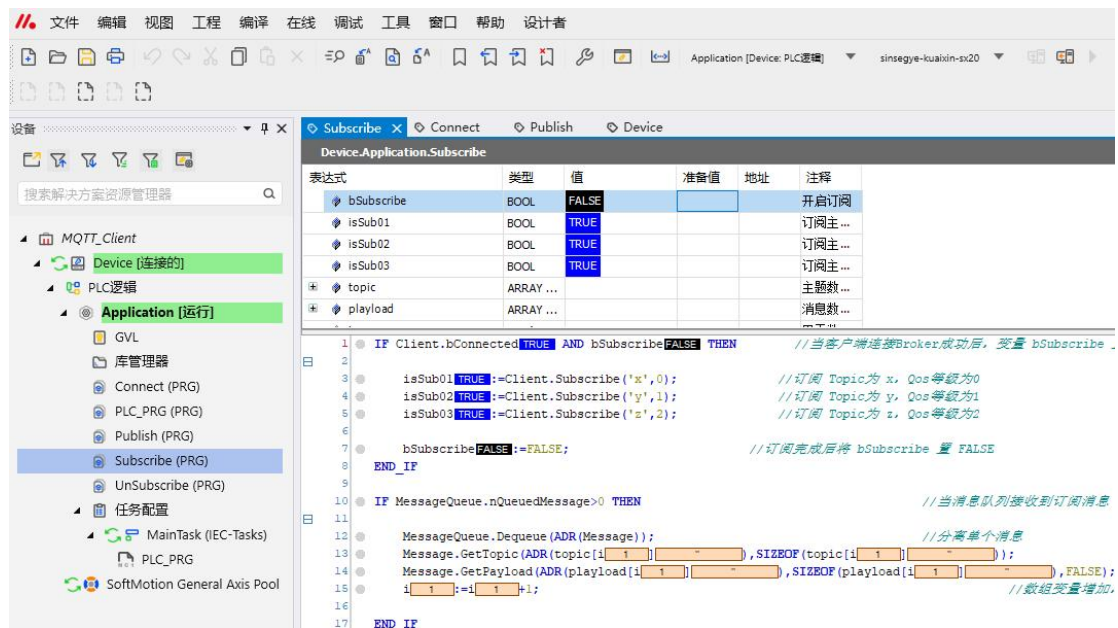 文件 编辑 视图 工程 编译 在线 调试 工具 窗口 帮助 设计者
Application [Device: PLC逻辑] sinsegye-kuaixin-sx20
设备
搜索解决方案资源管理器
MQTT_Client
Device [连接的]
PLC逻辑
Application [运行]
GVL
库管理器
Connect (PRG)
PLC_PRG (PRG)
Publish (PRG)
Subscribe (PRG)
UnSubscribe (PRG)
任务配置
MainTask (IEC-Tasks)
PLC_PRG
SoftMotion General Axis Pool
Subscribe Connect Publish Device
Device.Application.Subscribe
表达式 类型 值 准备值 地址 注释
bSubscribe BOOL FALSE 开启订阅
isSub01 BOOL TRUE 订阅主...
isSub02 BOOL TRUE 订阅主...
isSub03 BOOL TRUE 订阅主...
topic ARRAY ... 主题数...
playload ARRAY ... 消息数...
1 IF Client.bConnected TRUE AND bSubscribe FALSE THEN //当客户端连接Broker成功后,变量 bSubscribe
2
3 isSub01 TRUE :=Client.Subscribe('x',0); //订阅 Topic为 x,Qos等级为0
4 isSub02 TRUE :=Client.Subscribe('y',1); //订阅 Topic为 y,Qos等级为1
5 isSub03 TRUE :=Client.Subscribe('z',2); //订阅 Topic为 z,Qos等级为2
6
7 bSubscribe FALSE :=FALSE; //订阅完成后将 bSubscribe 置 FALSE
8 END_IF
9
10 IF MessageQueue.nQueuedMessage>0 THEN //当消息队列接收到订阅消息
11
12 MessageQueue.Dequeue(ADR(Message)); //分离单个消息
13 Message.GetTopic(ADR(topic[i 1 ] '' ),SIZEOF(topic[i 1 ] '' ));
14 Message.GetPayload(ADR(playload[i 1 ] '' ),SIZEOF(playload[i 1 ] '' ),FALSE);
15 i 1 :=i 1 +1; //数组变量增加,
16
17 END_IF